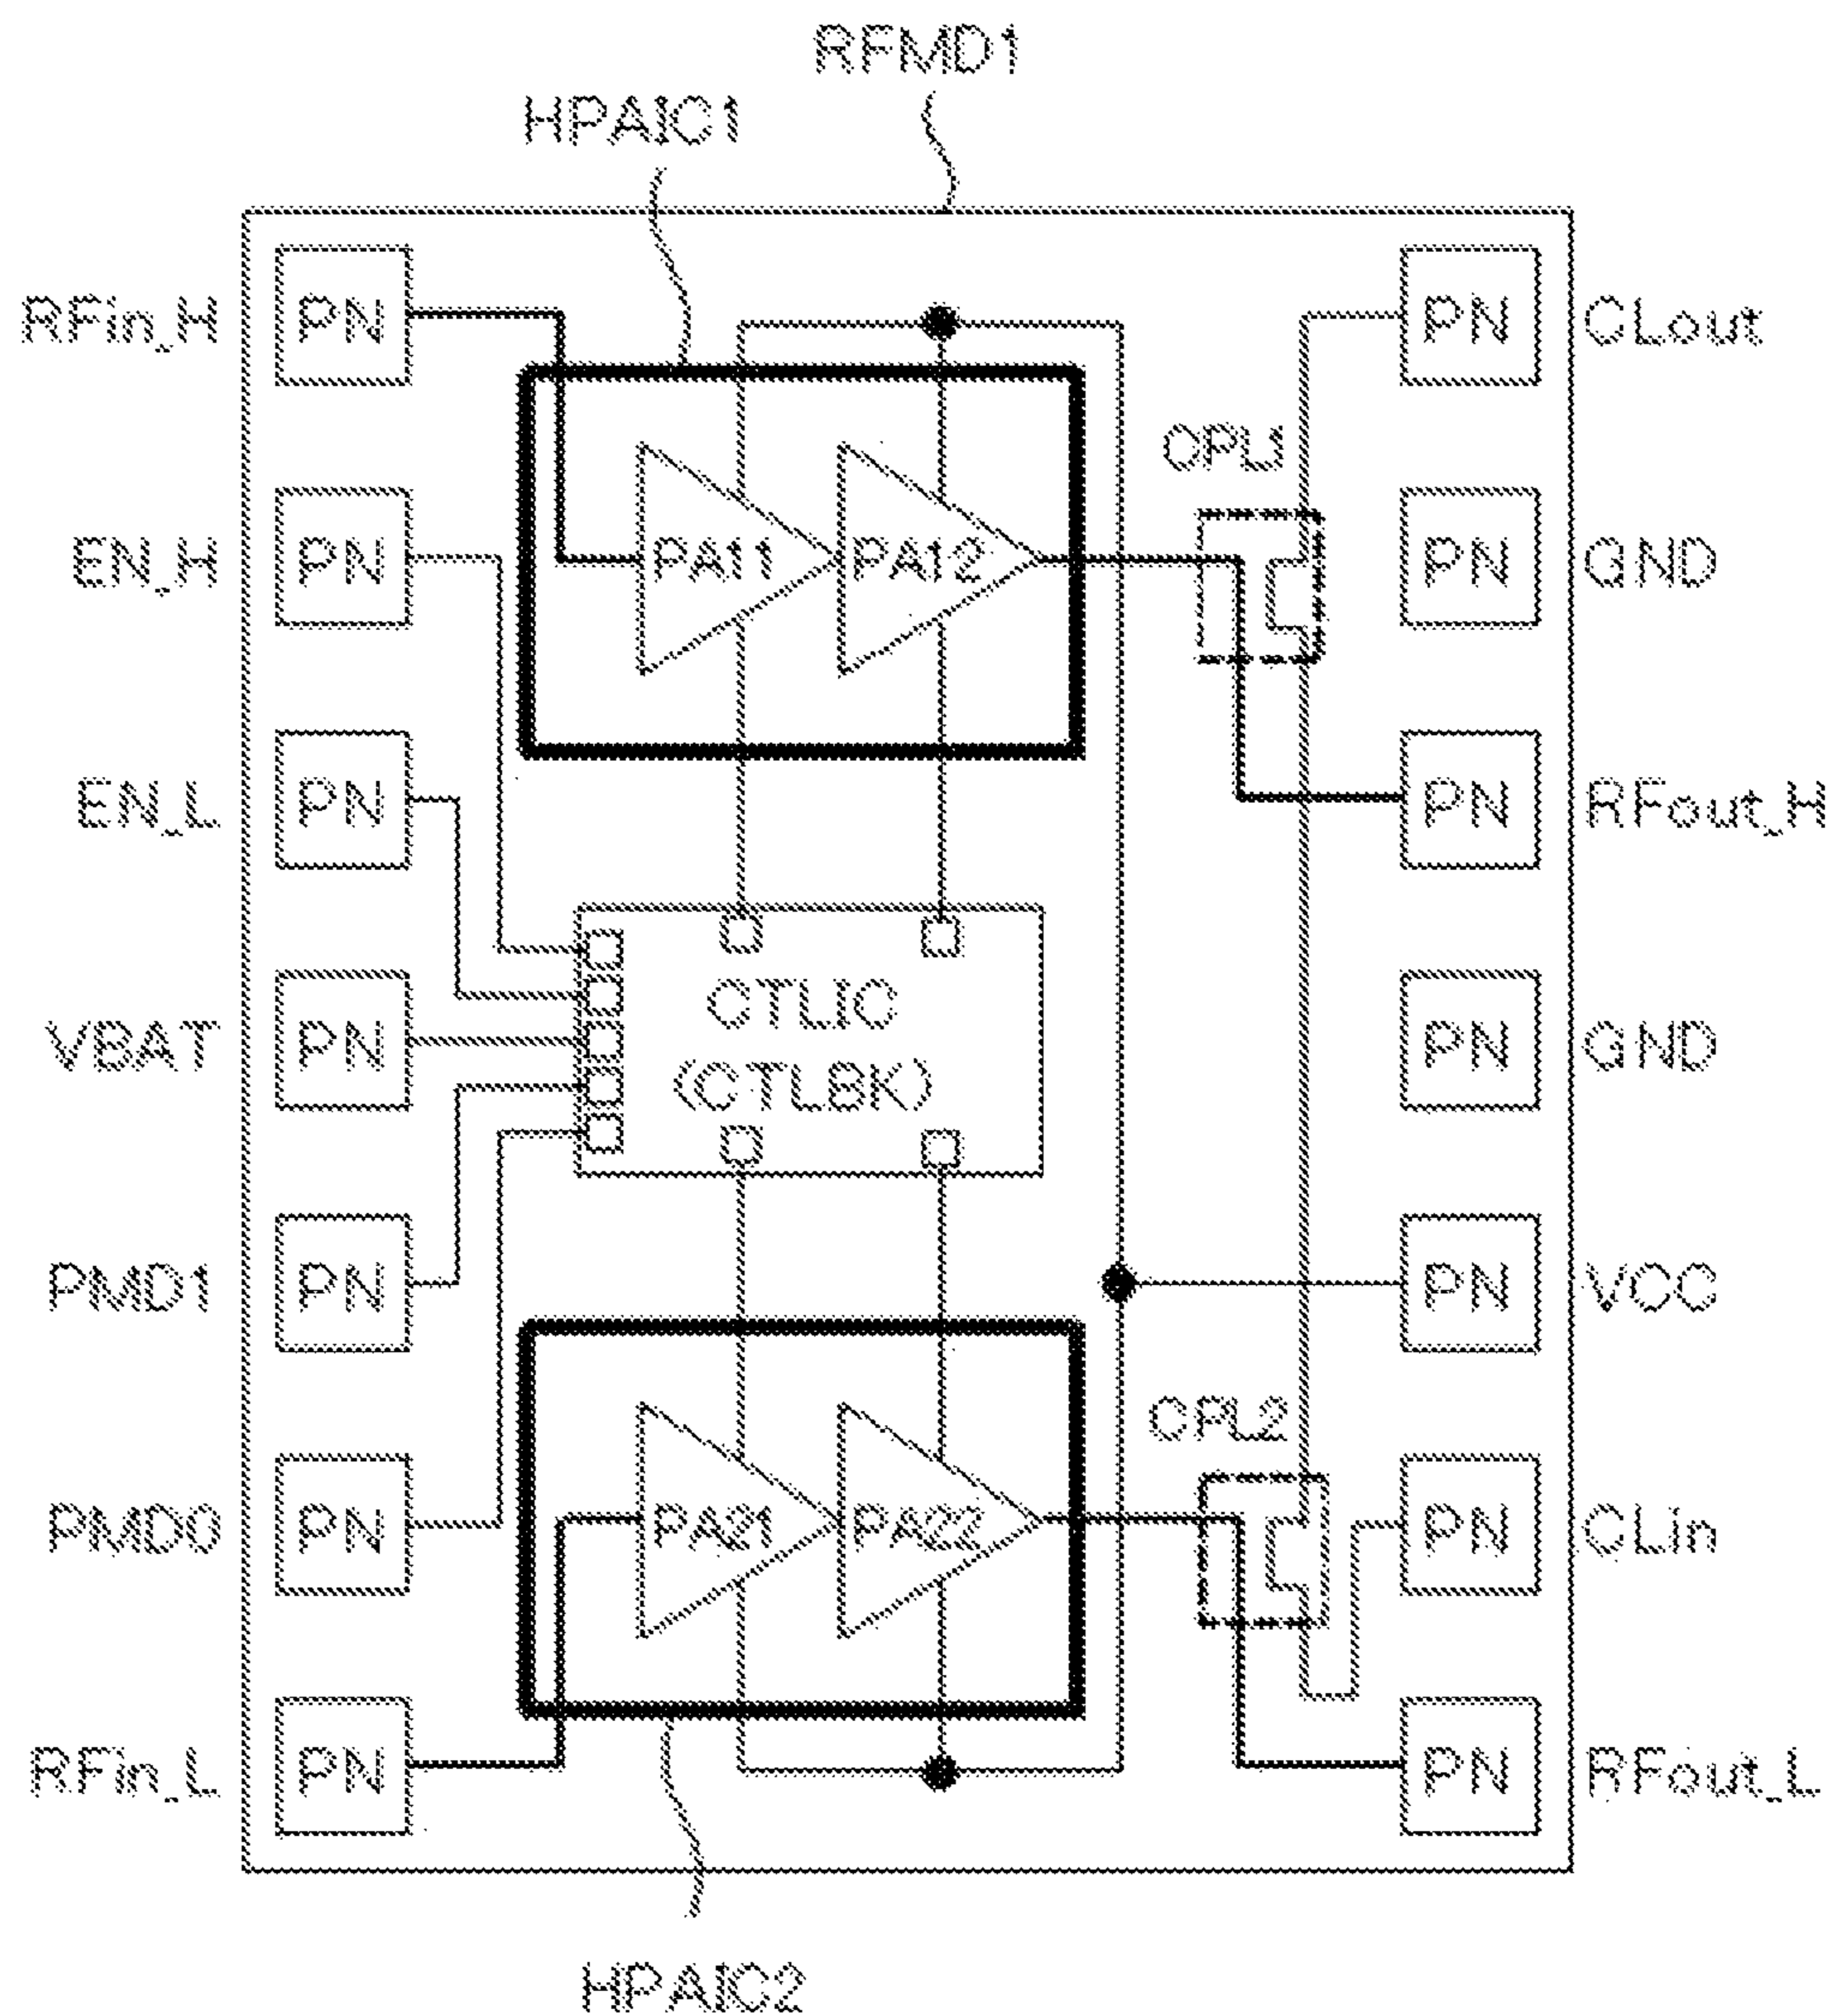 RFMD1
HPAIC1
RFin_H PN PN CLout
CPL1
EN_H PN PA11 PA12 PN GND
EN_L PN PN RFout_H
CTLIC
VBAT PN PN GND
(CTLBK)
PMD1 PN PN VCC
CPL2
PMD0 PN PA21 PA22 PN CLin
RFin_L PN PN RFout_L
HPAIC2